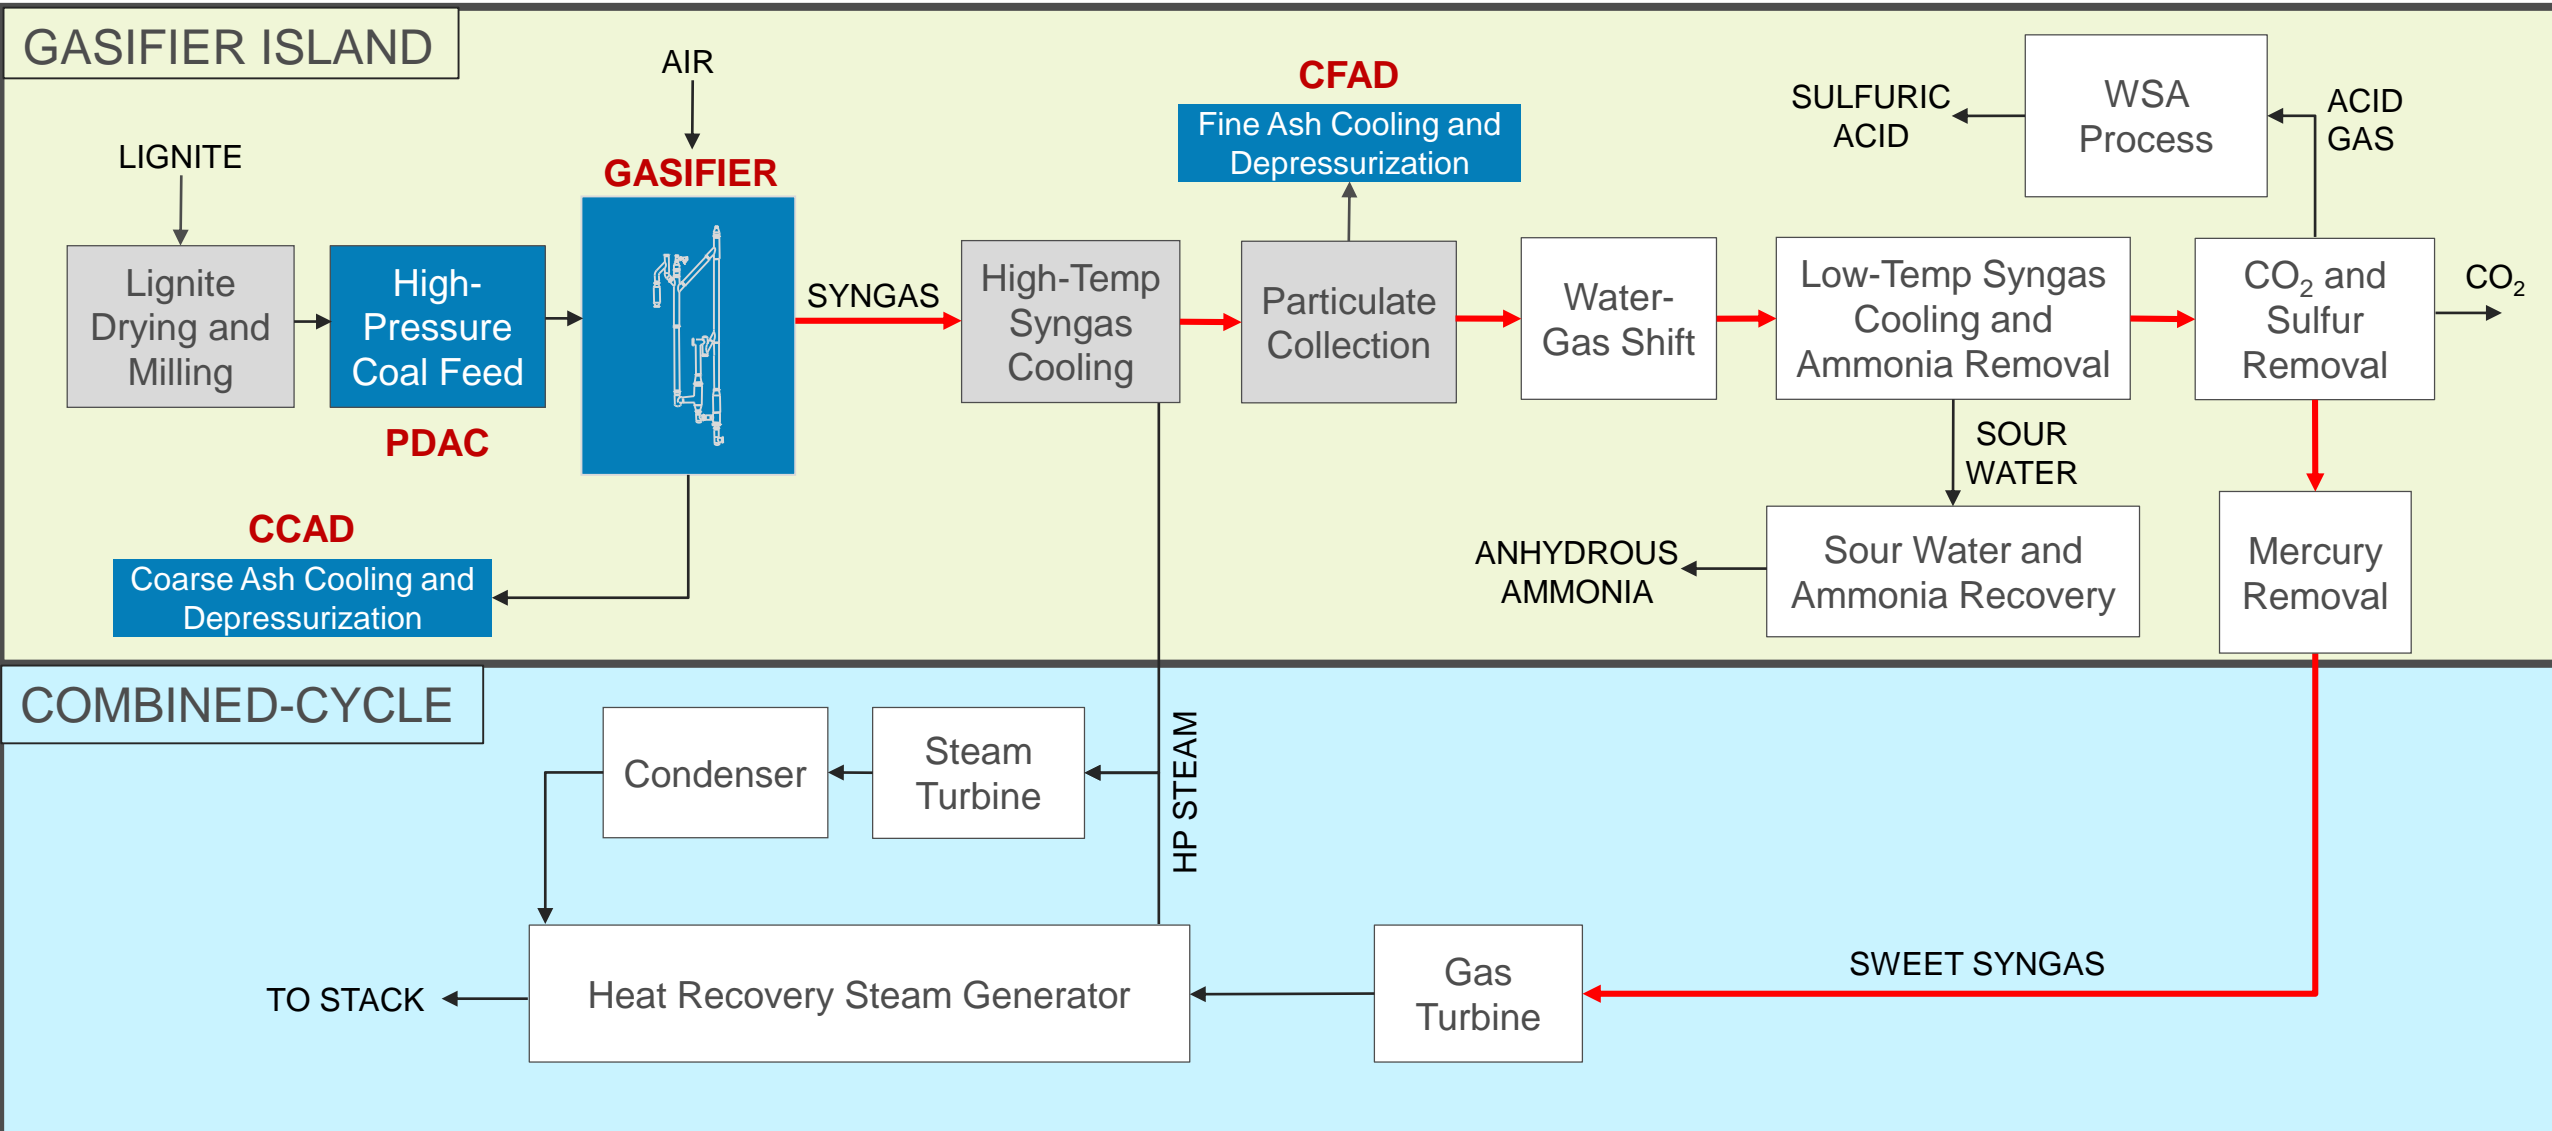 GASIFIER ISLAND
AIR
LIGNITE
GASIFIER
CFAD
Fine Ash Cooling and
Depressurization
SULFURIC
ACID
WSA
Process
ACID
GAS
Lignite
Drying and
Milling
High-
Pressure
Coal Feed
PDAC
SYNGAS
High-Temp
Syngas
Cooling
Particulate
Collection
Water-
Gas Shift
Low-Temp Syngas
Cooling and
Ammonia Removal
CO₂ and
Sulfur
Removal
CO₂
CCAD
Coarse Ash Cooling and
Depressurization
SOUR
WATER
ANHYDROUS
AMMONIA
Sour Water and
Ammonia Recovery
Mercury
Removal
COMBINED-CYCLE
Condenser
Steam
Turbine
HP STEAM
TO STACK
Heat Recovery Steam Generator
Gas
Turbine
SWEET SYNGAS